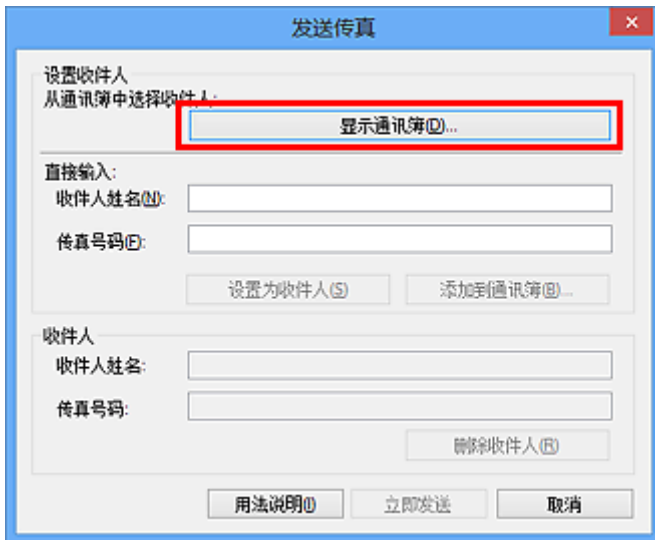 发送传真
设置收件人
从通讯簿中选择收件人:
显示通讯簿(D)...
直接输入:
收件人姓名(N):
传真号码(F):
设置为收件人(S) 添加到通讯簿(B)...
收件人
收件人姓名:
传真号码:
删除收件人(R)
用法说明(I) 立即发送 取消